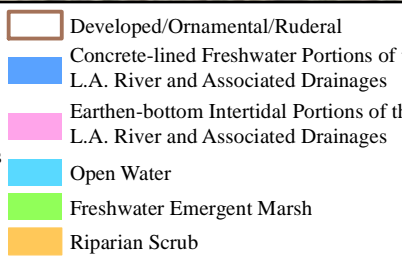 Developed/Ornamental/Ruderal
Concrete-lined Freshwater Portions of
L.A. River and Associated Drainages
Earthen-bottom Intertidal Portions of
L.A. River and Associated Drainages
Open Water
Freshwater Emergent Marsh
Riparian Scrub